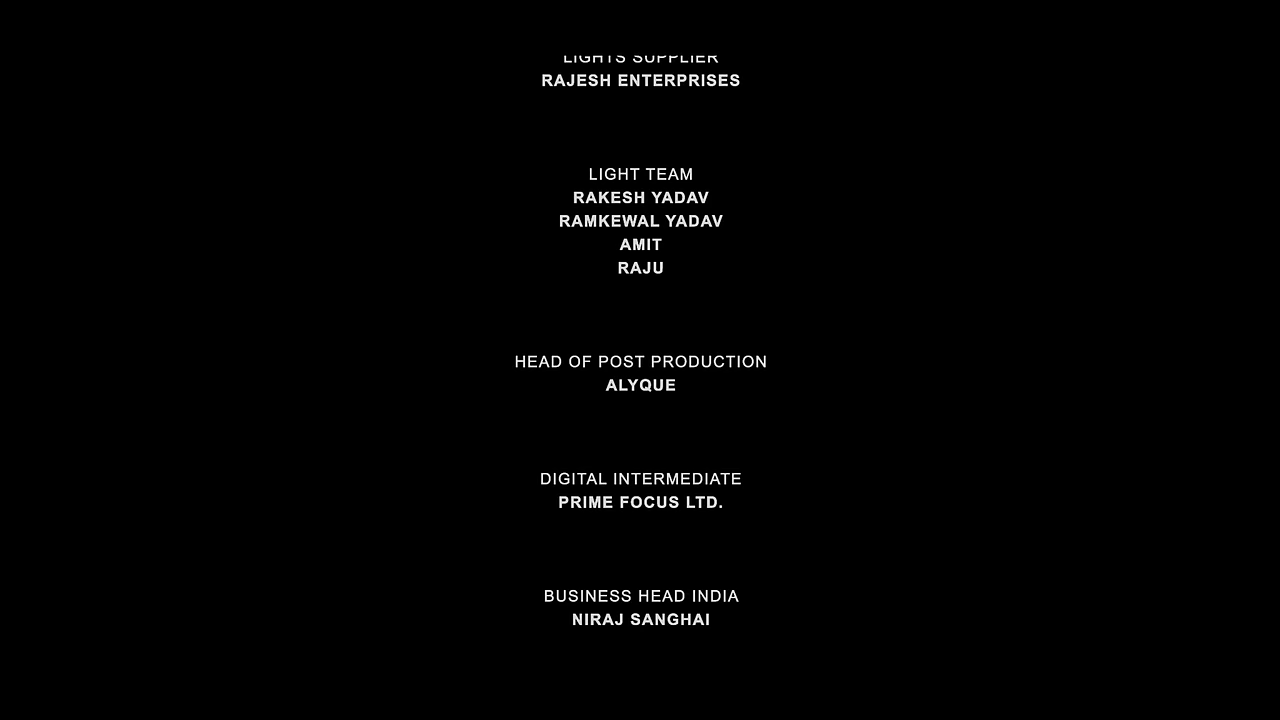 LIGHTS SUPPLIER
RAJESH ENTERPRISES
LIGHT TEAM
RAKESH YADAV
RAMKEWAL YADAV
AMIT
RAJU
HEAD OF POST PRODUCTION
ALYQUE
DIGITAL INTERMEDIATE
PRIME FOCUS LTD.
BUSINESS HEAD INDIA
NIRAJ SANGHAI